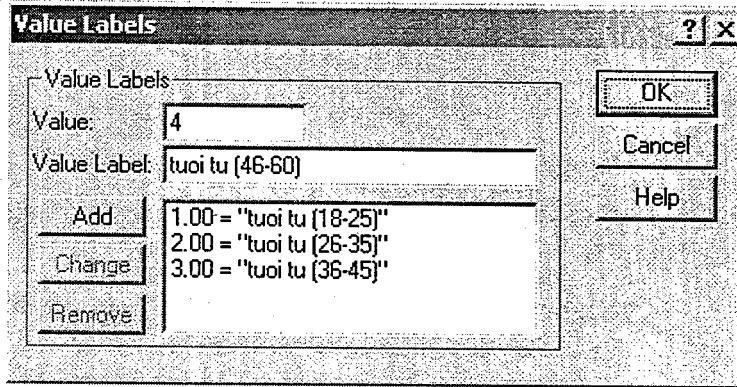 Value Labels
? ×
Value Labels
Value: 4
Value Label: tuoi tu (46-60)
Add
Change
Remove
1.00 = "tuoi tu (18-25)"
2.00 = "tuoi tu (26-35)"
3.00 = "tuoi tu (36-45)"
OK
Cancel
Help